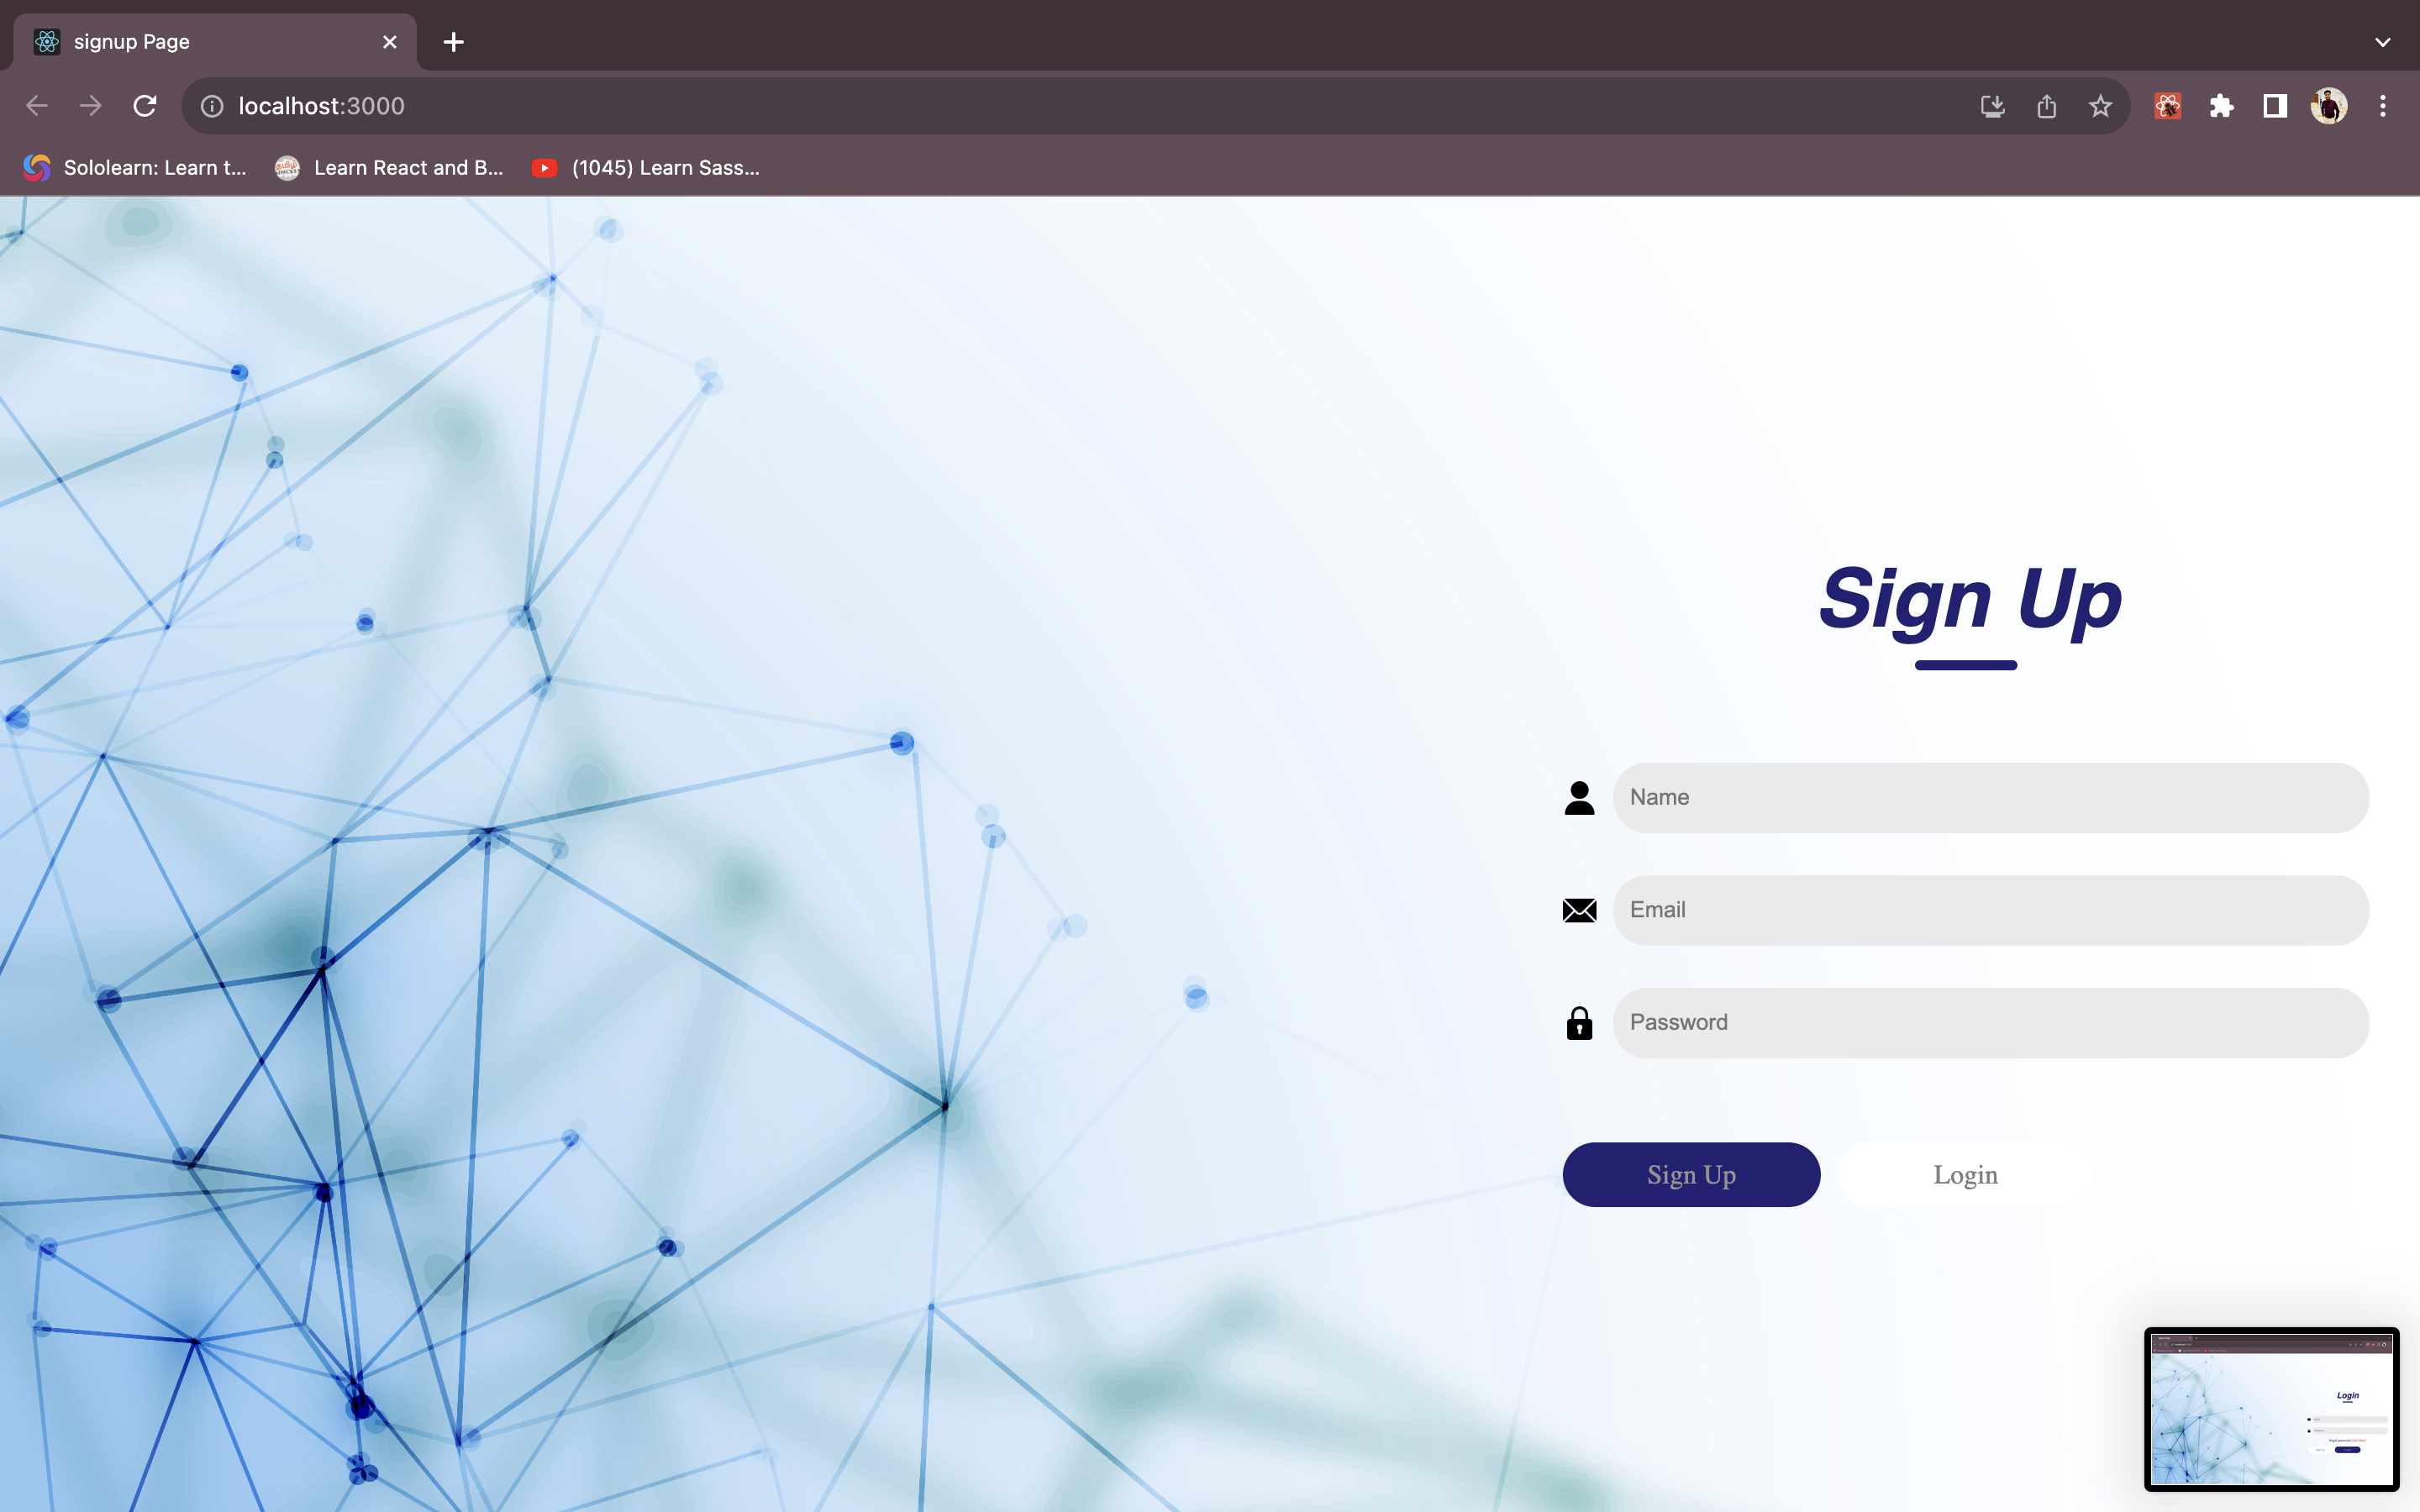 signup Page
localhost:3000
Sololearn: Learn t...
Learn React and B...
(1045) Learn Sass...
Sign Up
Name
Email
Password
Sign Up
Login
Login